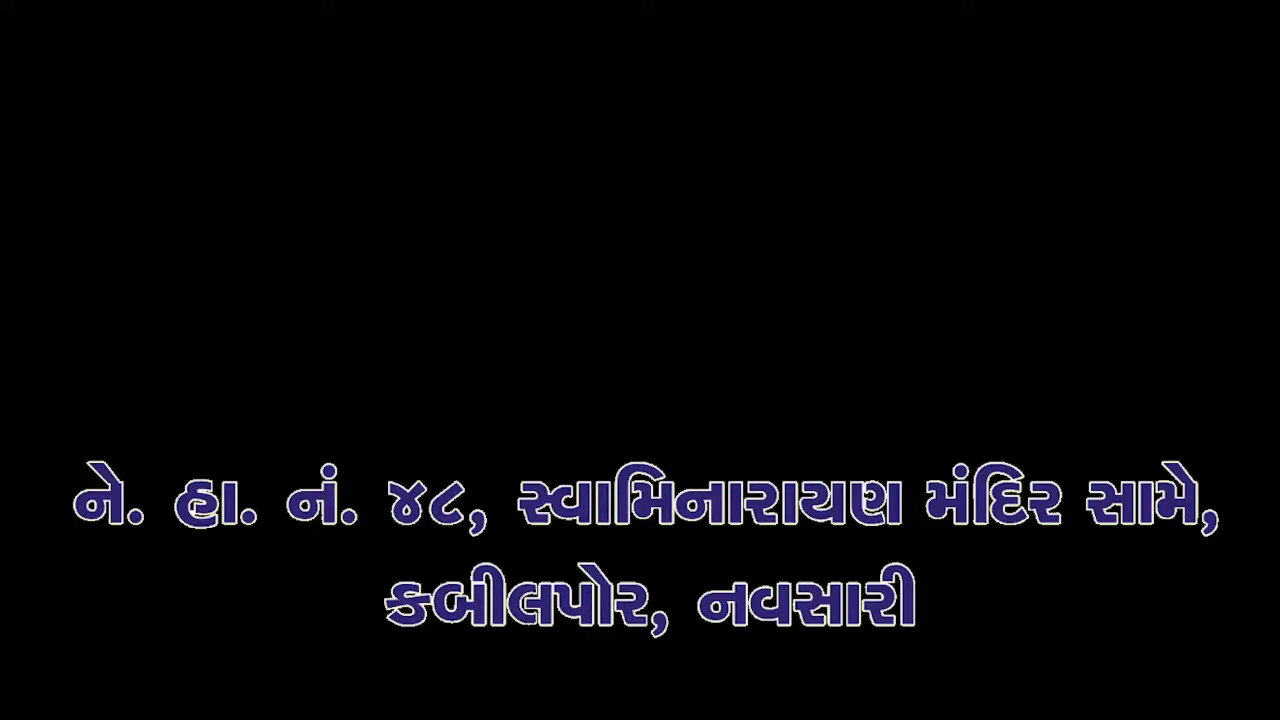 ને. હા. નં. ૪૮, સ્વામિનારાયણ મંદિર સામે,
કબીલપોર, નવસારી